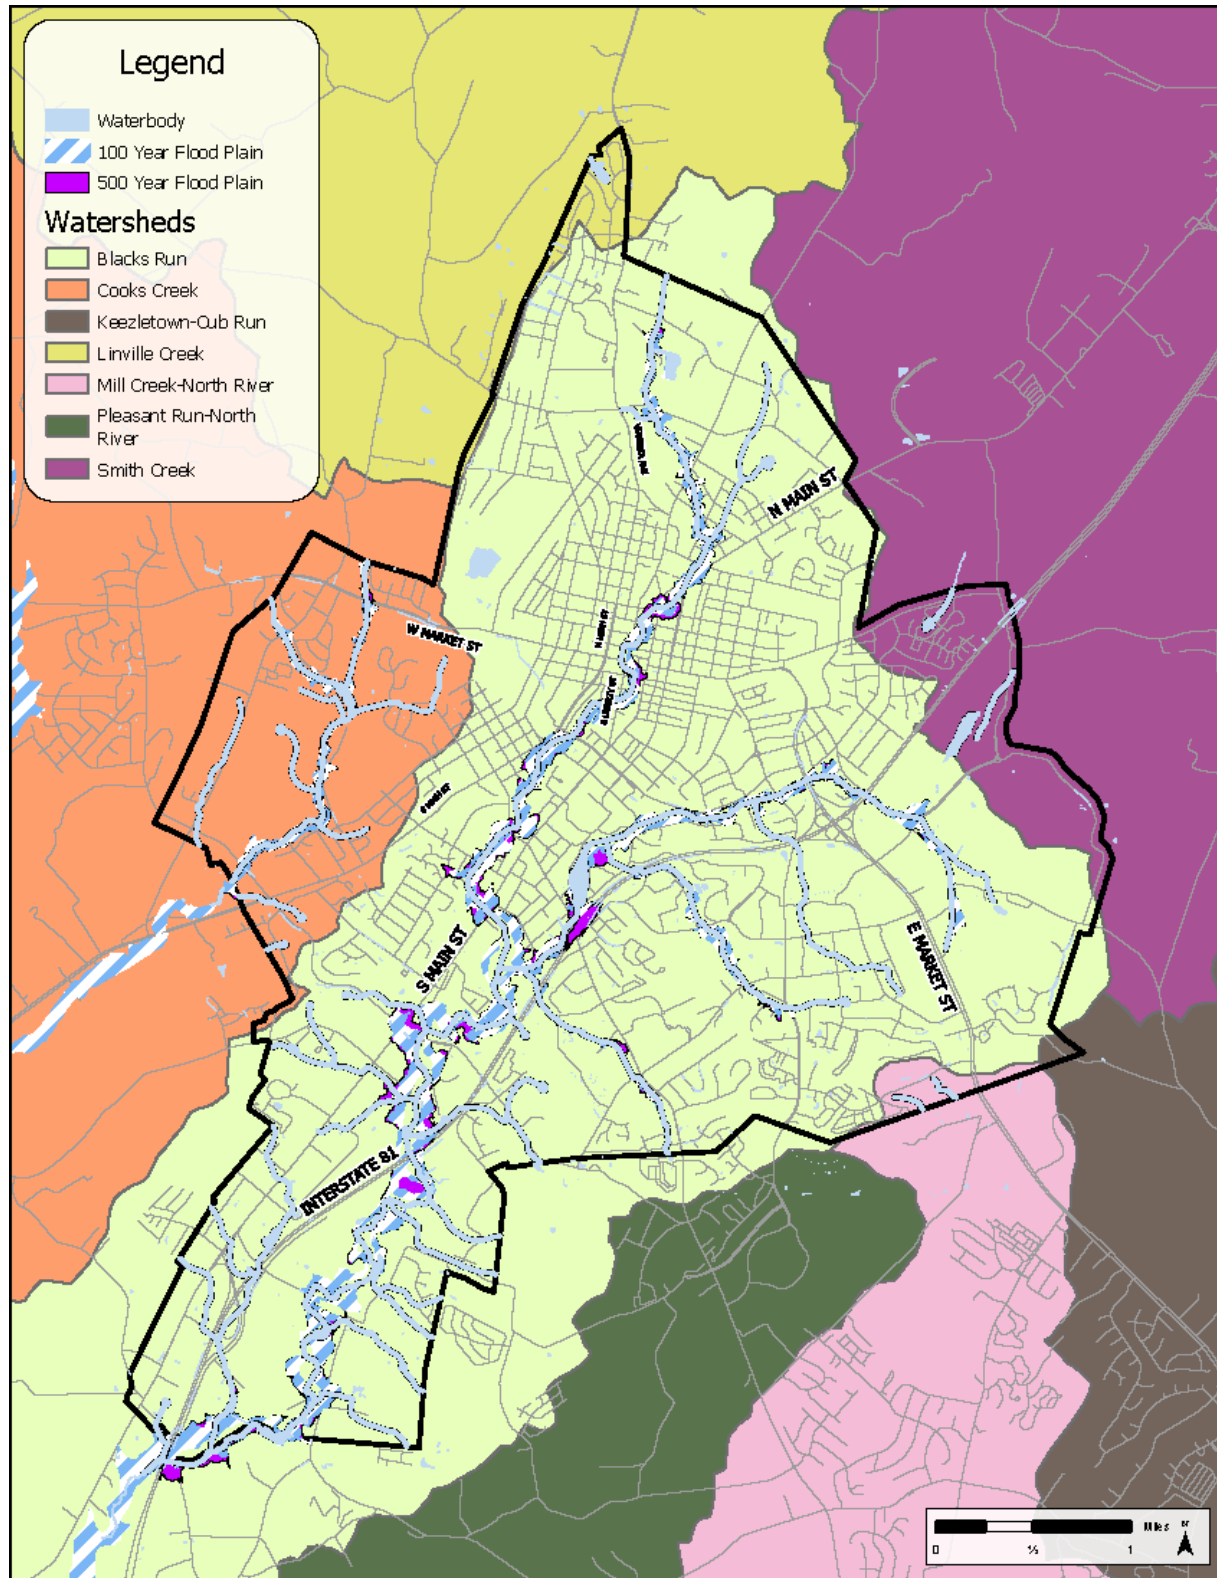 Legend
Waterbody
100 Year Flood Plain
500 Year Flood Plain
Watersheds
Blacks Run
Cooks Creek
Keezletown-Cub Run
Linville Creek
Mill Creek-North River
Pleasant Run-North
River
Smith Creek
N MAIN ST
W MARKET ST
S MAIN ST
E MARKET ST
INTERSTATE 81
Miles
0
½
1